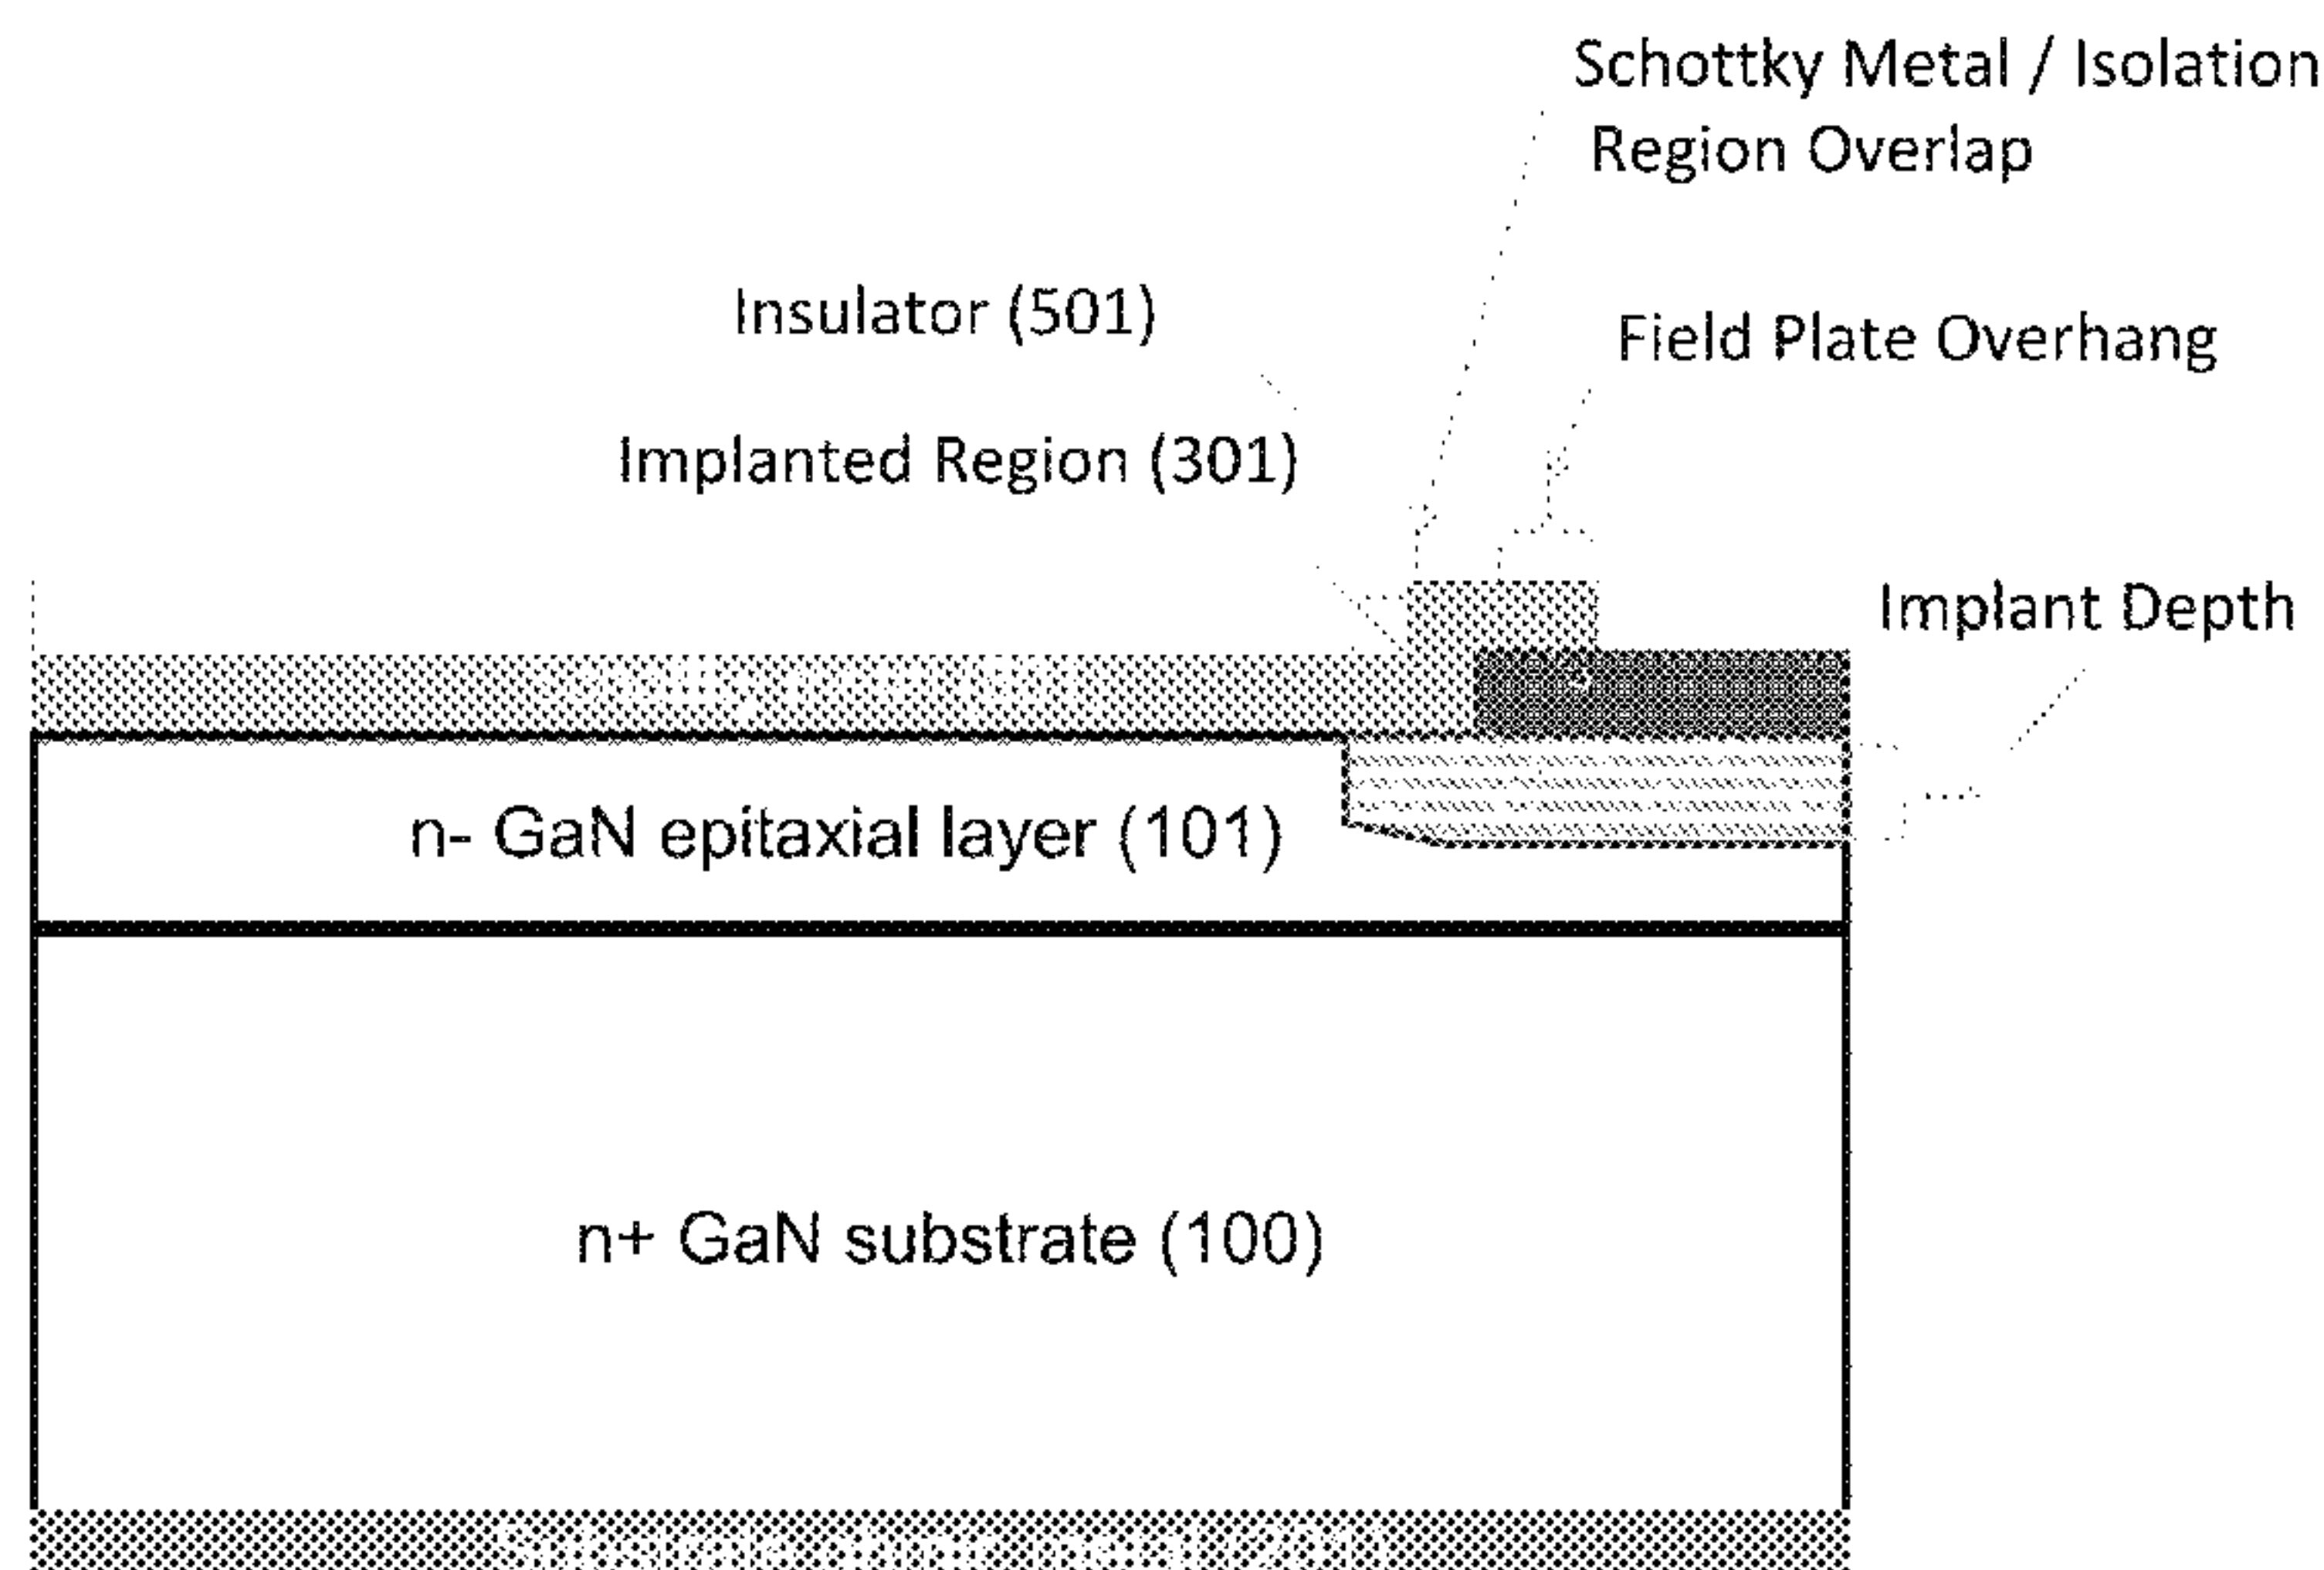 Schottky Metal / Isolation
Region Overlap
Insulator (501)
Field Plate Overhang
Implanted Region (301)
Implant Depth
n- GaN epitaxial layer (101)
n+ GaN substrate (100)